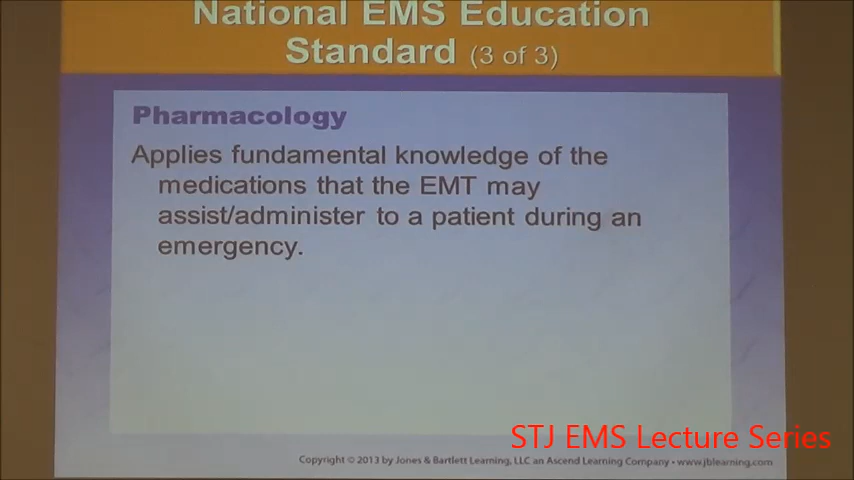 National EMS Education
Standard (3 of 3)
Pharmacology
Applies fundamental knowledge of the
medications that the EMT may
assist/administer to a patient during an
emergency.
STJ EMS Lecture Series
Copyright © 2013 by Jones & Bartlett Learning, LLC an Ascend Learning Company • www.jblearning.com